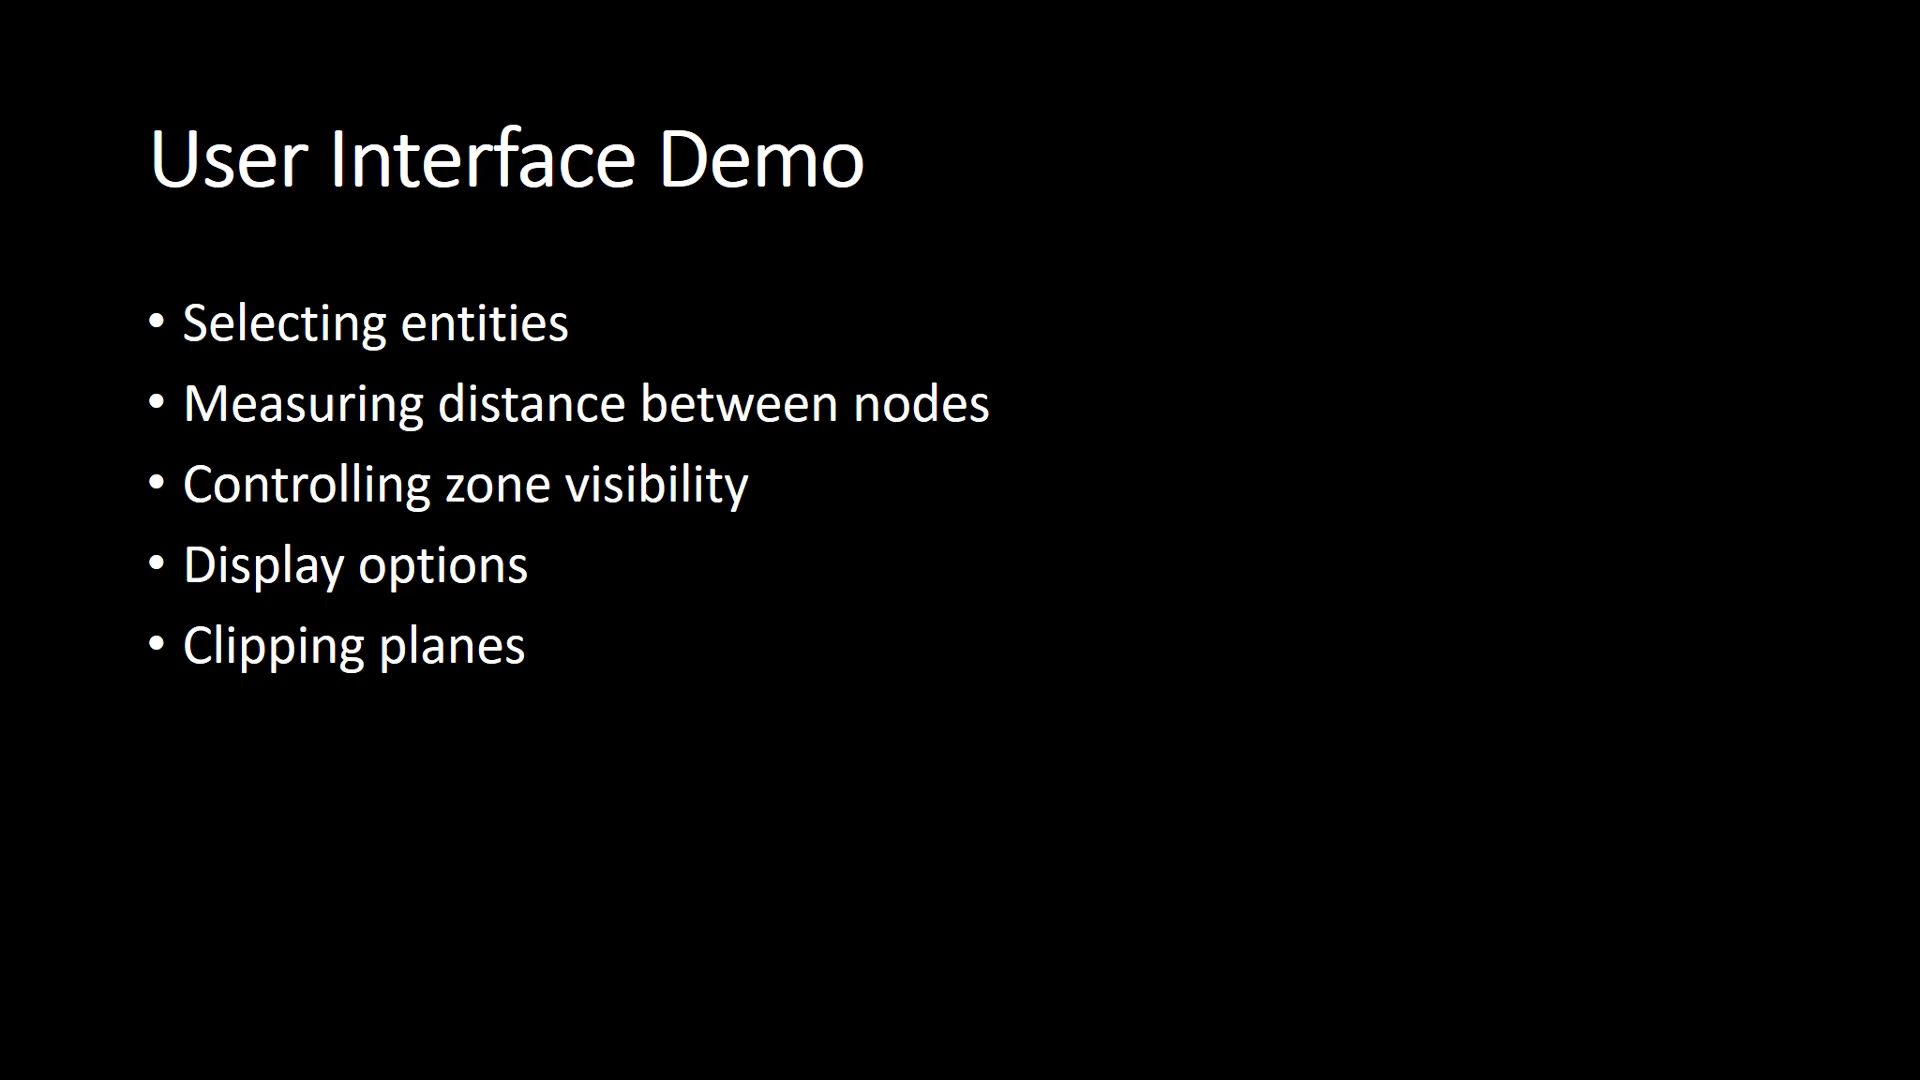 User Interface Demo
• Selecting entities
• Measuring distance between nodes
• Controlling zone visibility
• Display options
• Clipping planes